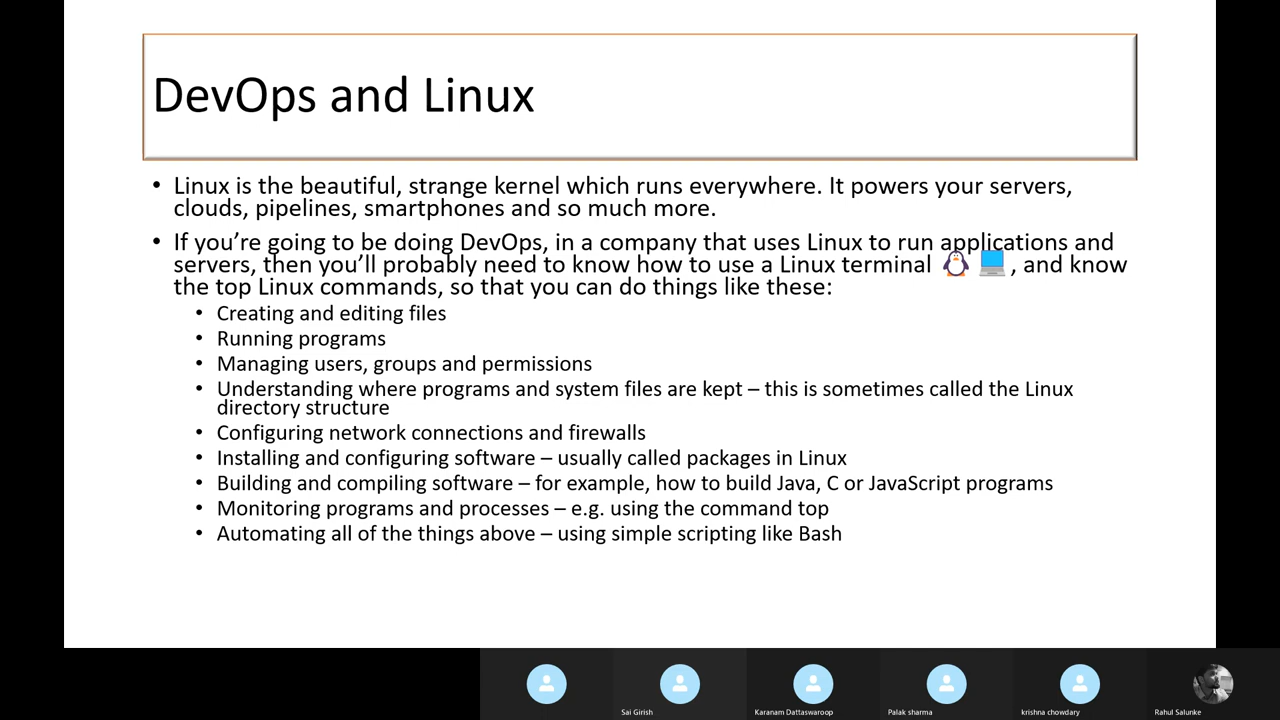 DevOps and Linux
• Linux is the beautiful, strange kernel which runs everywhere. It powers your servers,
clouds, pipelines, smartphones and so much more.
• If you’re going to be doing DevOps, in a company that uses Linux to run applications and
servers, then you’ll probably need to know how to use a Linux terminal 🐧 💻 , and know
the top Linux commands, so that you can do things like these:
• Creating and editing files
• Running programs
• Managing users, groups and permissions
• Understanding where programs and system files are kept – this is sometimes called the Linux
directory structure
• Configuring network connections and firewalls
• Installing and configuring software – usually called packages in Linux
• Building and compiling software – for example, how to build Java, C or JavaScript programs
• Monitoring programs and processes – e.g. using the command top
• Automating all of the things above – using simple scripting like Bash
Sai Girish
Karanam Dattaswaroop
Palak sharma
krishna chowdary
Rahul Salunke